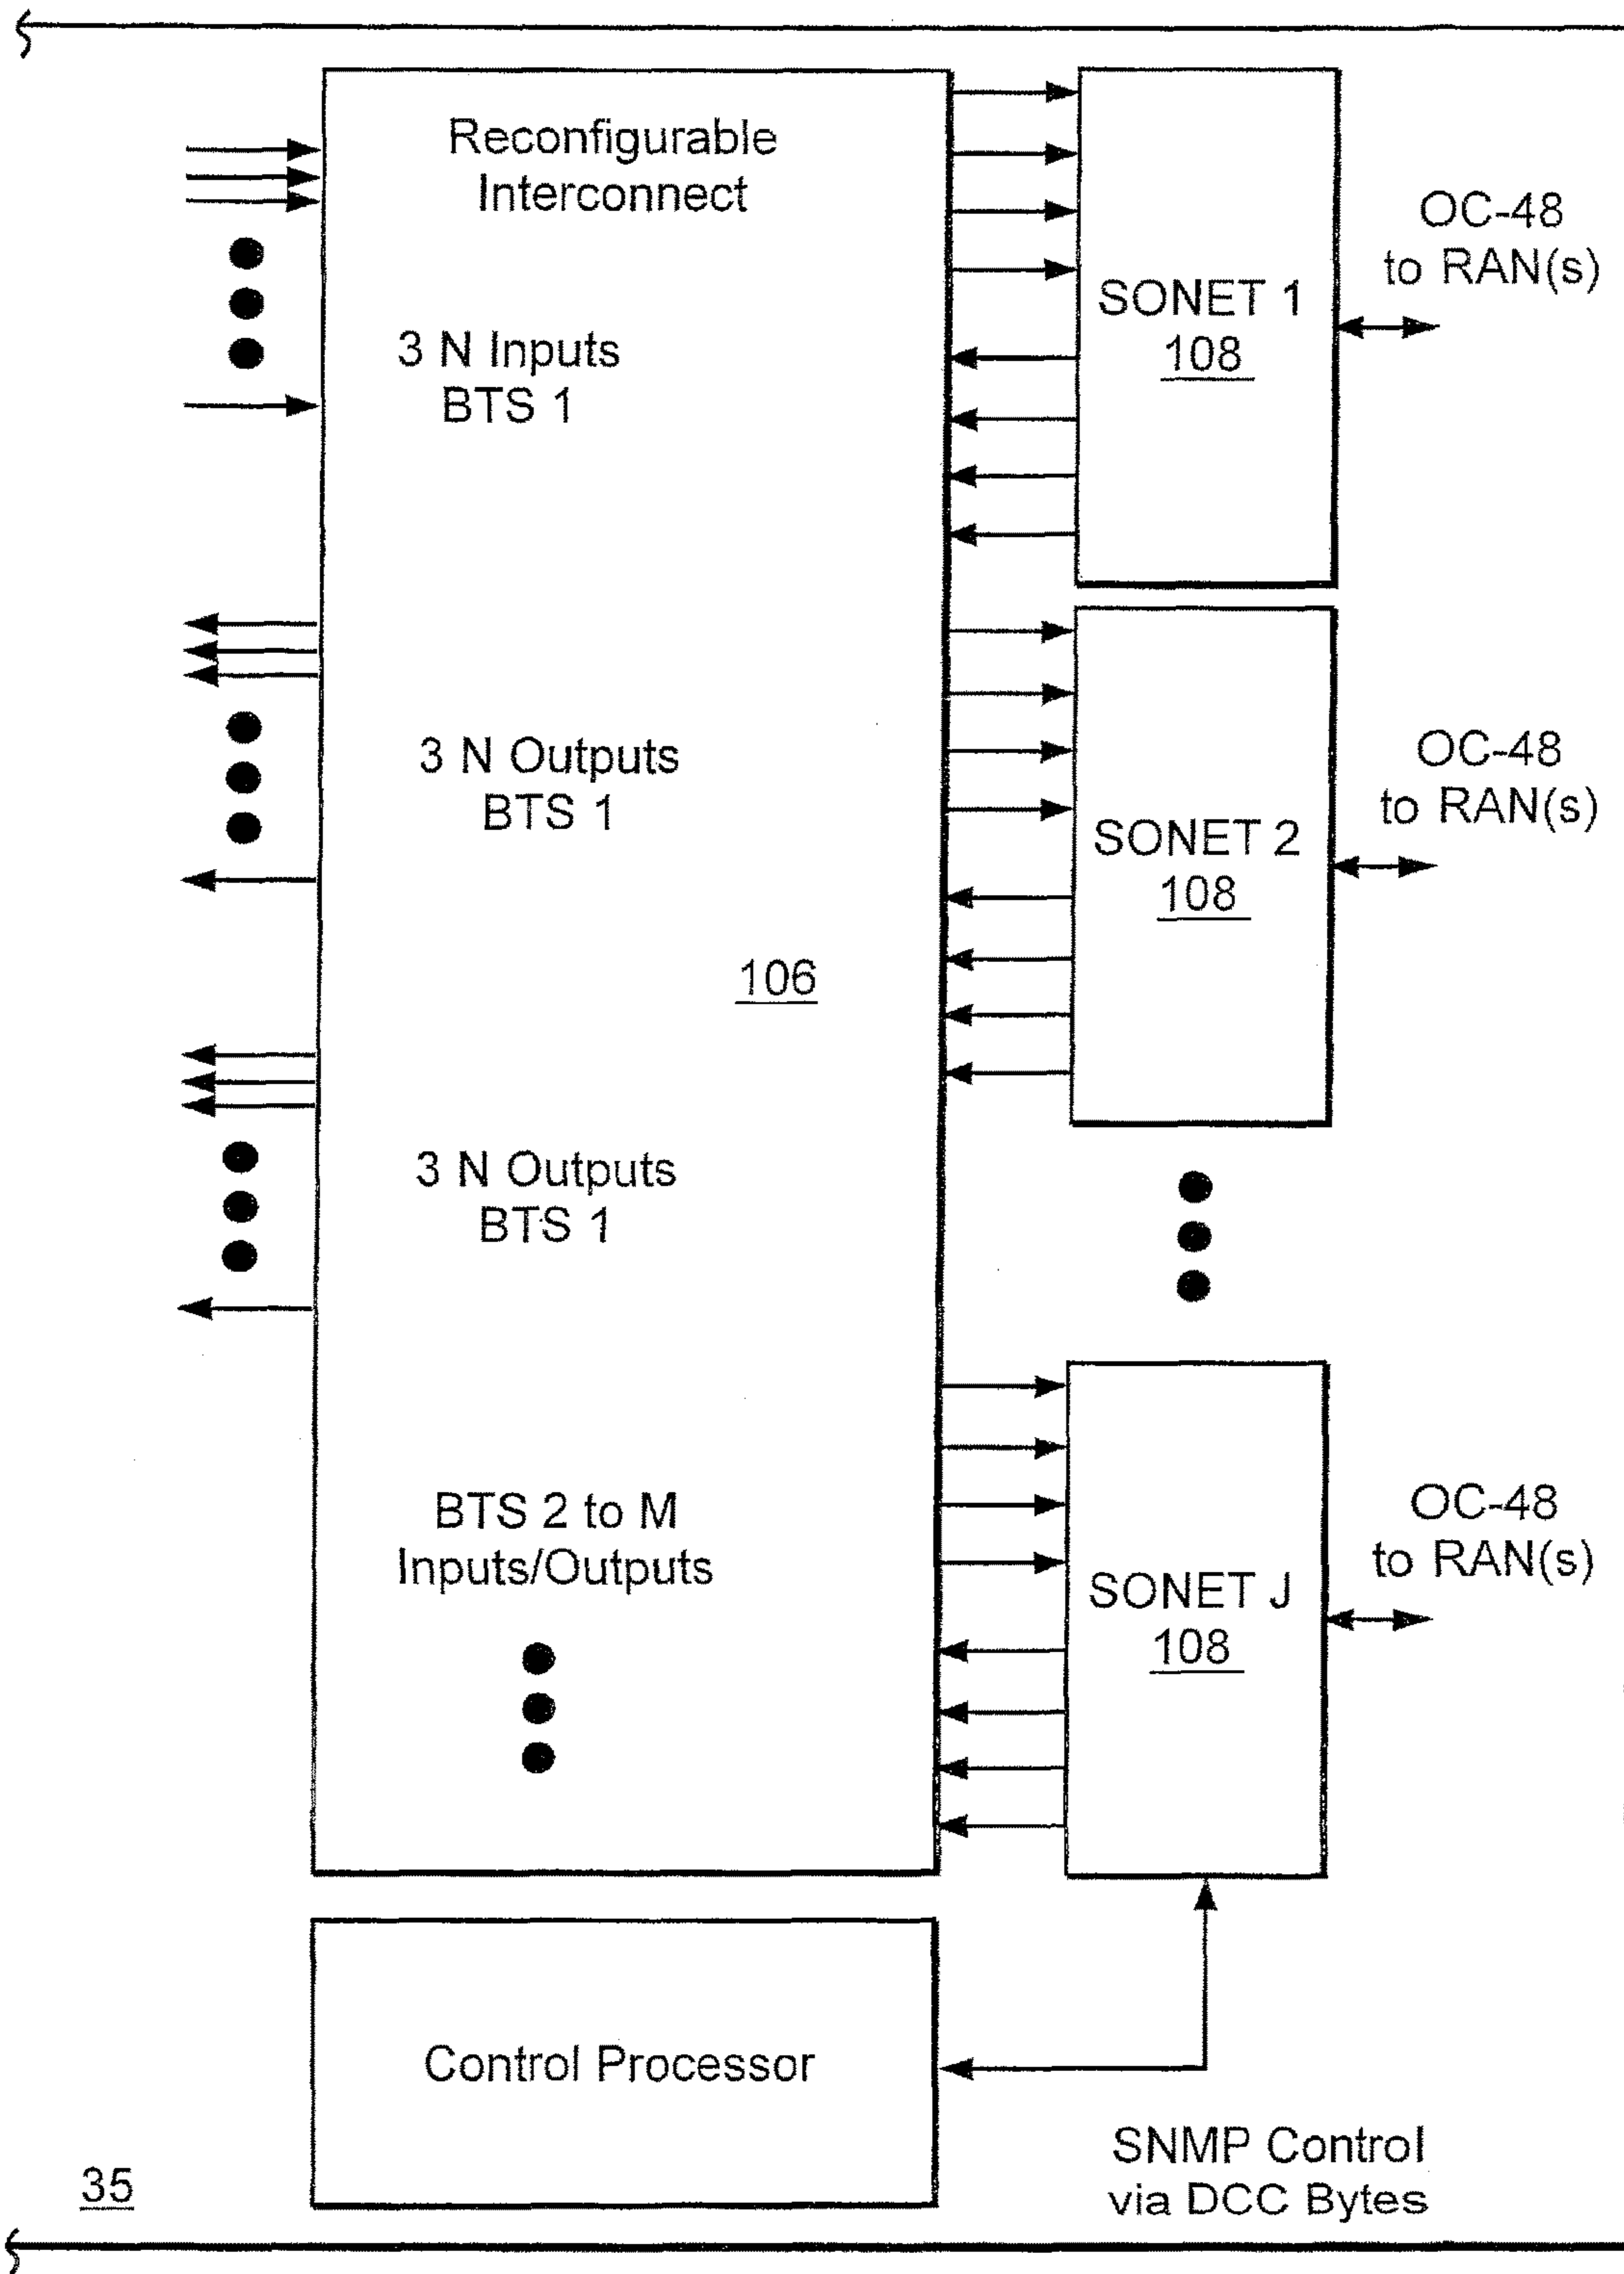 Reconfigurable
Interconnect
3 N Inputs
BTS 1
3 N Outputs
BTS 1
106
3 N Outputs
BTS 1
BTS 2 to M
Inputs/Outputs
SONET 1
108
OC-48
to RAN(s)
SONET 2
108
OC-48
to RAN(s)
SONET J
108
OC-48
to RAN(s)
Control Processor
SNMP Control
via DCC Bytes
35